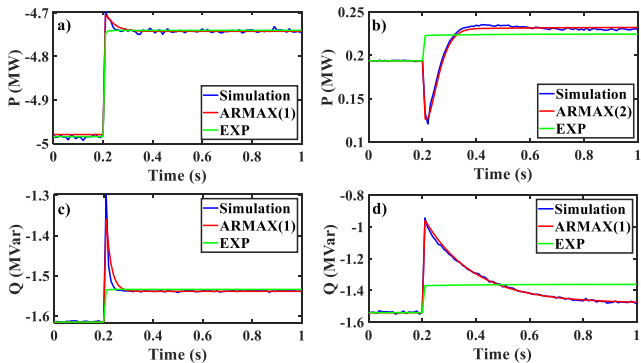 a)
P (MW)
-4.7
-4.8
-4.9
-5
0 0.2 0.4 0.6 0.8 1
Time (s)
Simulation
ARMAX(1)
EXP
b)
P (MW)
0.25
0.2
0.15
0.1
0 0.2 0.4 0.6 0.8 1
Time (s)
Simulation
ARMAX(2)
EXP
c)
Q (MVar)
-1.3
-1.4
-1.5
-1.6
0 0.2 0.4 0.6 0.8 1
Time (s)
Simulation
ARMAX(1)
EXP
d)
Q (MVar)
-0.8
-1
-1.2
-1.4
-1.6
0 0.2 0.4 0.6 0.8 1
Time (s)
Simulation
ARMAX(1)
EXP